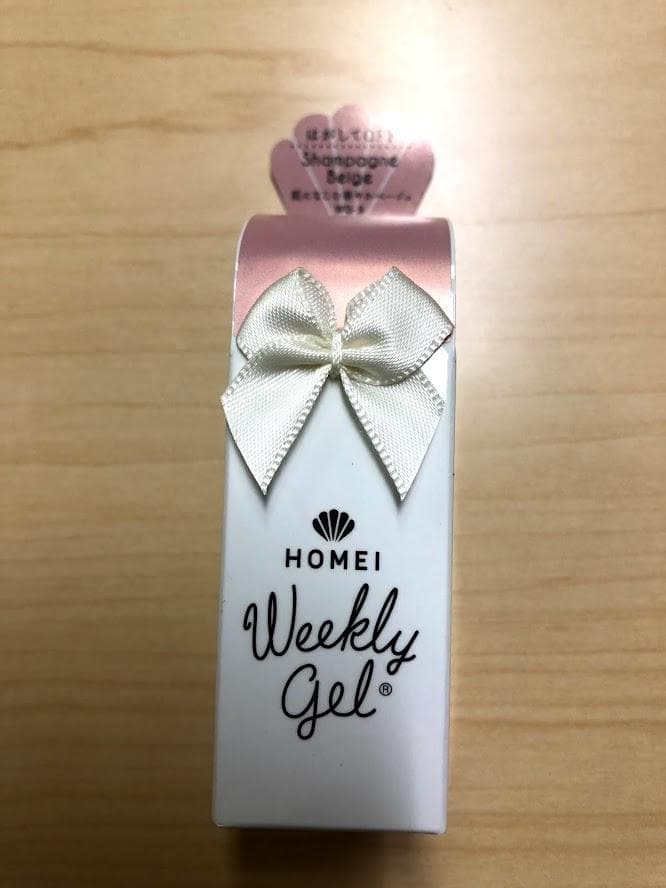 はがしてOFF
Shampagne
Beige
HOMEI
Weekly
Gel®